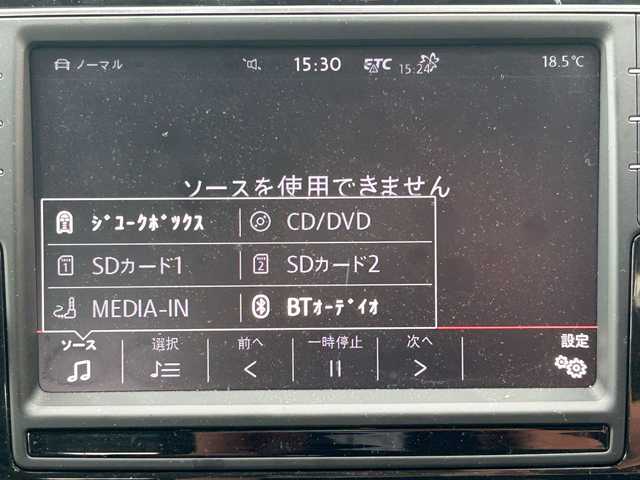 ノーマル 15:30 ETC 15:24 18.5℃
ソースを使用できません
ｼﾞｭｰｸﾎﾞｯｸｽ CD/DVD
SDカード1 SDカード2
MEDIA-IN BTｵｰﾃﾞｨｵ
ソース 選択 前へ 一時停止 次へ 設定